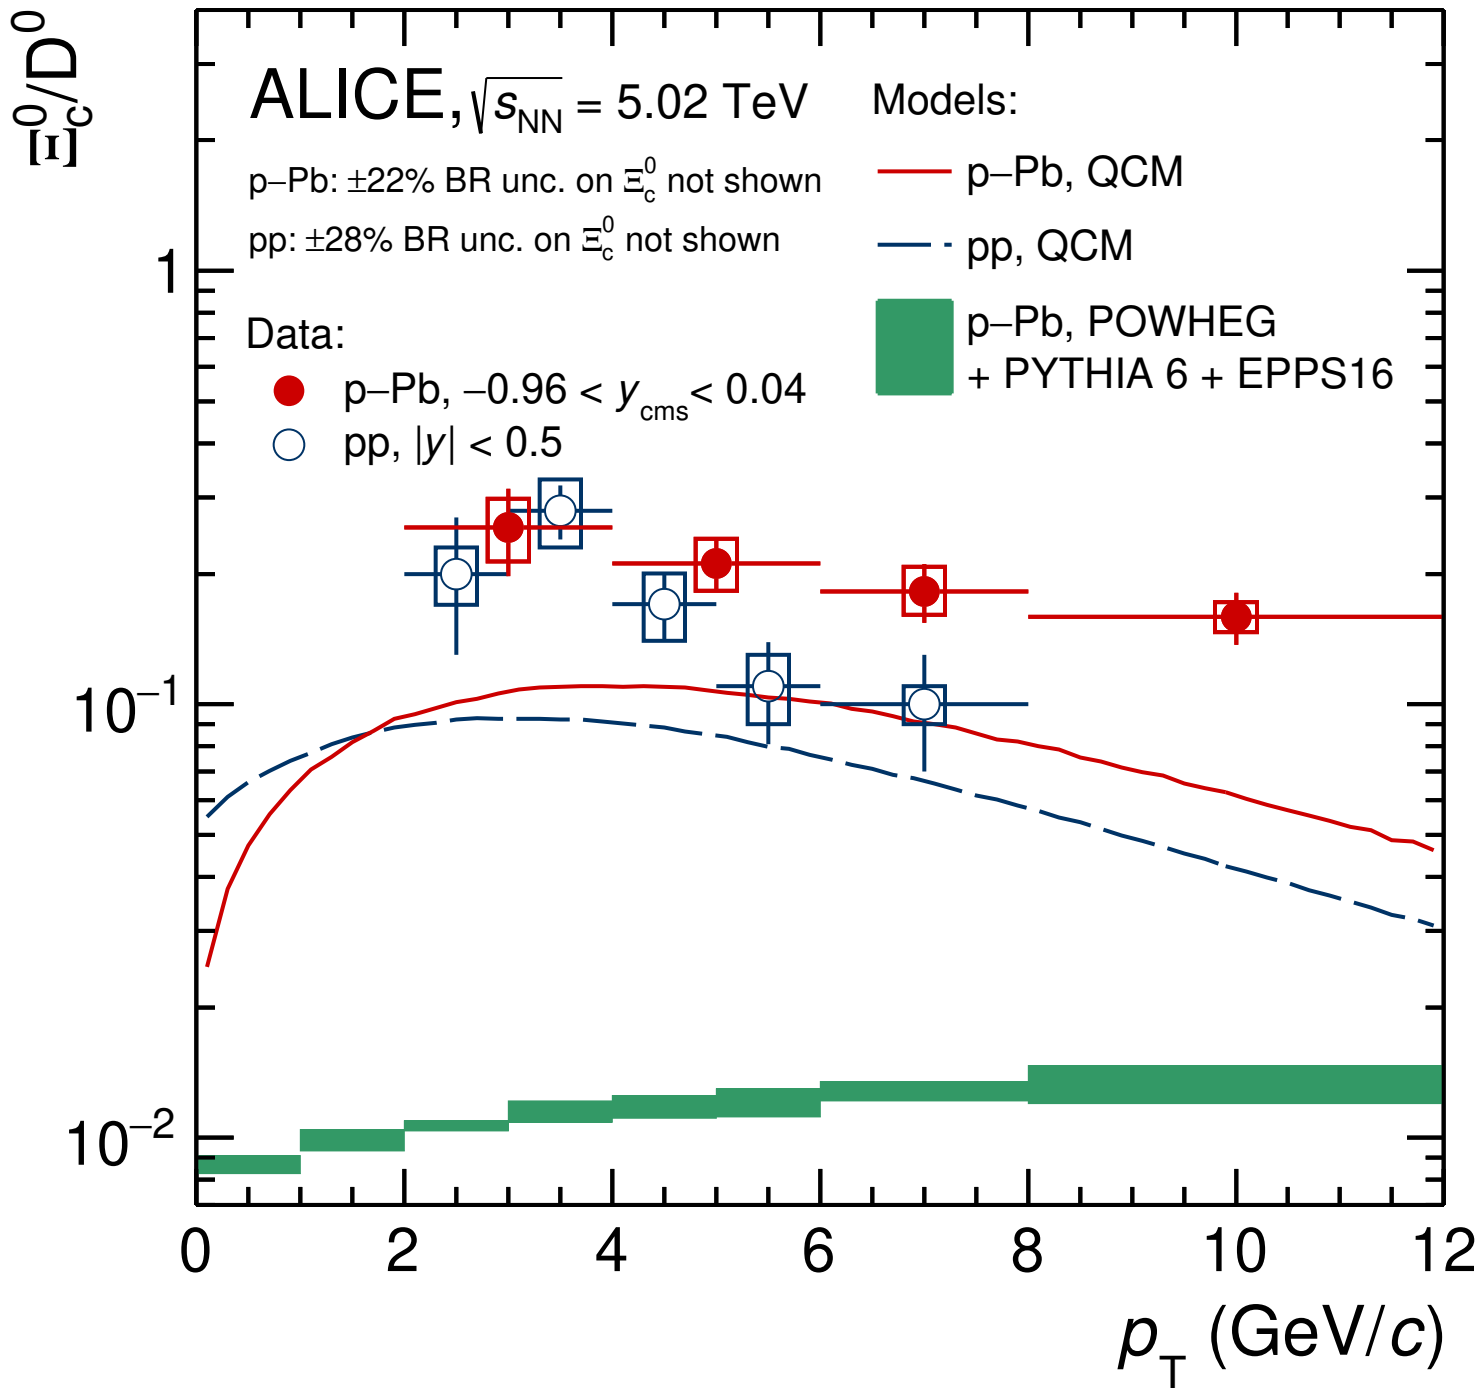 Ξ⁰c/D⁰
ALICE, √sNN = 5.02 TeV
p−Pb: ±22% BR unc. on Ξ⁰c not shown
pp: ±28% BR unc. on Ξ⁰c not shown
Data:
p−Pb, −0.96 < ycms< 0.04
pp, |y| < 0.5
Models:
p−Pb, QCM
pp, QCM
p−Pb, POWHEG
+ PYTHIA 6 + EPPS16
1
10⁻¹
10⁻²
0 2 4 6 8 10 12
pT (GeV/c)